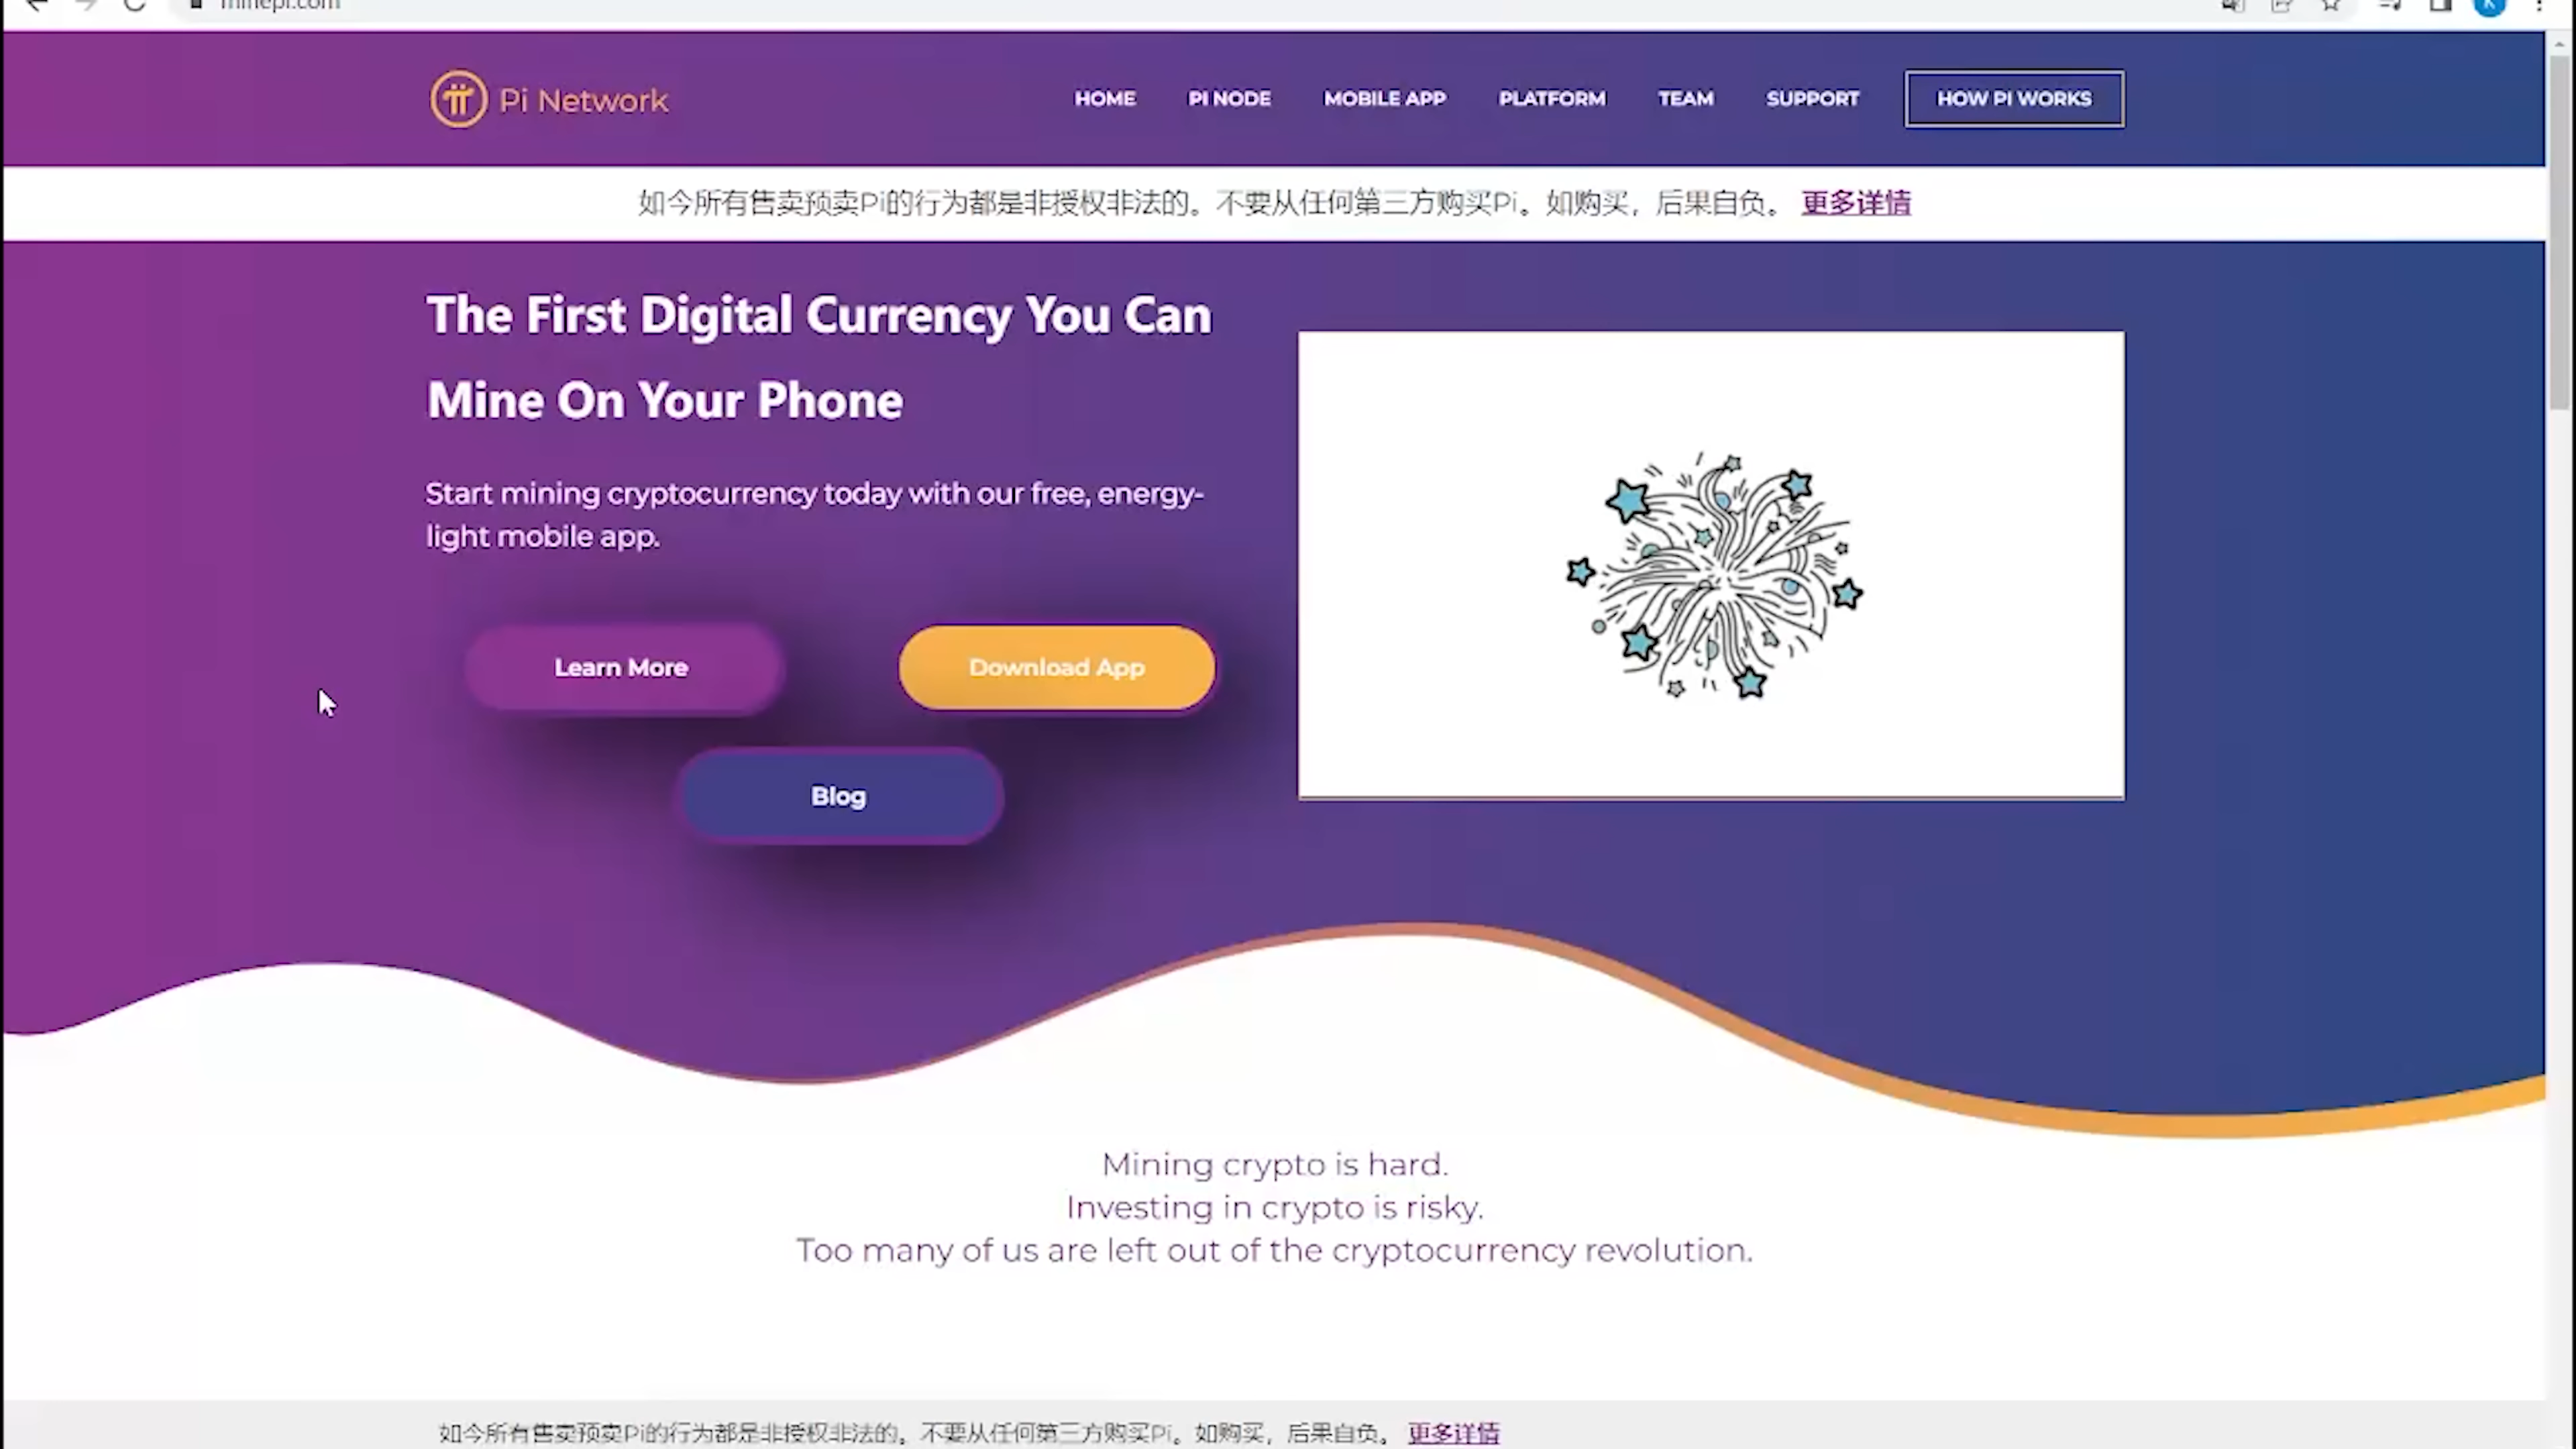 minepi.com
Pi Network
HOME PI NODE MOBILE APP PLATFORM TEAM SUPPORT HOW PI WORKS
如今所有售卖预卖Pi的行为都是非授权非法的。不要从任何第三方购买Pi。如购买，后果自负。 更多详情
The First Digital Currency You Can
Mine On Your Phone
Start mining cryptocurrency today with our free, energy-
light mobile app.
Learn More Download App
Blog
Mining crypto is hard.
Investing in crypto is risky.
Too many of us are left out of the cryptocurrency revolution.
如今所有售卖预卖Pi的行为都是非授权非法的。不要从任何第三方购买Pi。如购买，后果自负。 更多详情